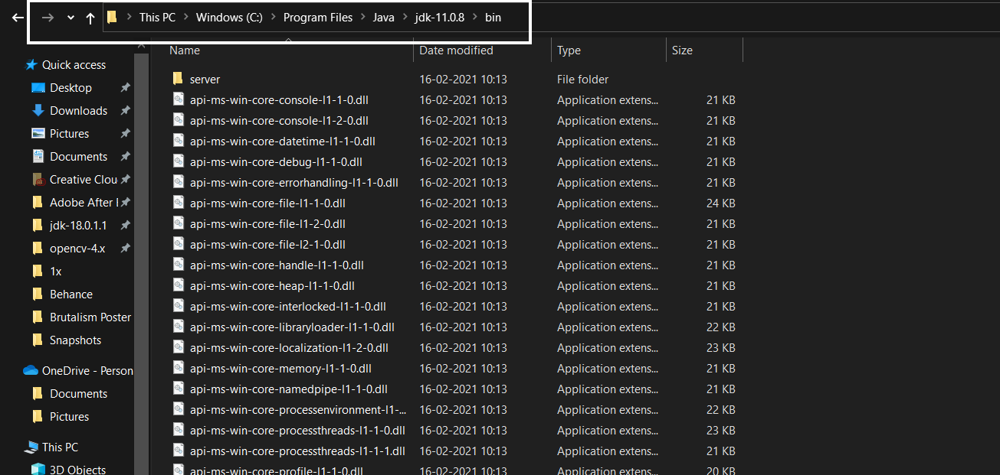 This PC > Windows (C:) > Program Files > Java > jdk-11.0.8 > bin
Name Date modified Type Size
Quick access
Desktop
Downloads
Pictures
Documents
Creative Clou
Adobe After
jdk-18.0.1.1
opencv-4.x
1x
Behance
Brutalism Poster
Snapshots
OneDrive - Person
Documents
Pictures
This PC
3D Objects
server 16-02-2021 10:13 File folder
api-ms-win-core-console-l1-1-0.dll 16-02-2021 10:13 Application extens... 21 KB
api-ms-win-core-console-l1-2-0.dll 16-02-2021 10:13 Application extens... 21 KB
api-ms-win-core-datetime-l1-1-0.dll 16-02-2021 10:13 Application extens... 21 KB
api-ms-win-core-debug-l1-1-0.dll 16-02-2021 10:13 Application extens... 21 KB
api-ms-win-core-errorhandling-l1-1-0.dll 16-02-2021 10:13 Application extens... 21 KB
api-ms-win-core-file-l1-1-0.dll 16-02-2021 10:13 Application extens... 24 KB
api-ms-win-core-file-l1-2-0.dll 16-02-2021 10:13 Application extens... 21 KB
api-ms-win-core-file-l2-1-0.dll 16-02-2021 10:13 Application extens... 21 KB
api-ms-win-core-handle-l1-1-0.dll 16-02-2021 10:13 Application extens... 21 KB
api-ms-win-core-heap-l1-1-0.dll 16-02-2021 10:13 Application extens... 21 KB
api-ms-win-core-interlocked-l1-1-0.dll 16-02-2021 10:13 Application extens... 21 KB
api-ms-win-core-libraryloader-l1-1-0.dll 16-02-2021 10:13 Application extens... 22 KB
api-ms-win-core-localization-l1-2-0.dll 16-02-2021 10:13 Application extens... 23 KB
api-ms-win-core-memory-l1-1-0.dll 16-02-2021 10:13 Application extens... 21 KB
api-ms-win-core-namedpipe-l1-1-0.dll 16-02-2021 10:13 Application extens... 21 KB
api-ms-win-core-processenvironment-l1-... 16-02-2021 10:13 Application extens... 22 KB
api-ms-win-core-processthreads-l1-1-0.dll 16-02-2021 10:13 Application extens... 23 KB
api-ms-win-core-processthreads-l1-1-1.dll 16-02-2021 10:13 Application extens... 21 KB
api-ms-win-core-profile-l1-1-0.dll 16-02-2021 10:13 Application extens... 20 KB